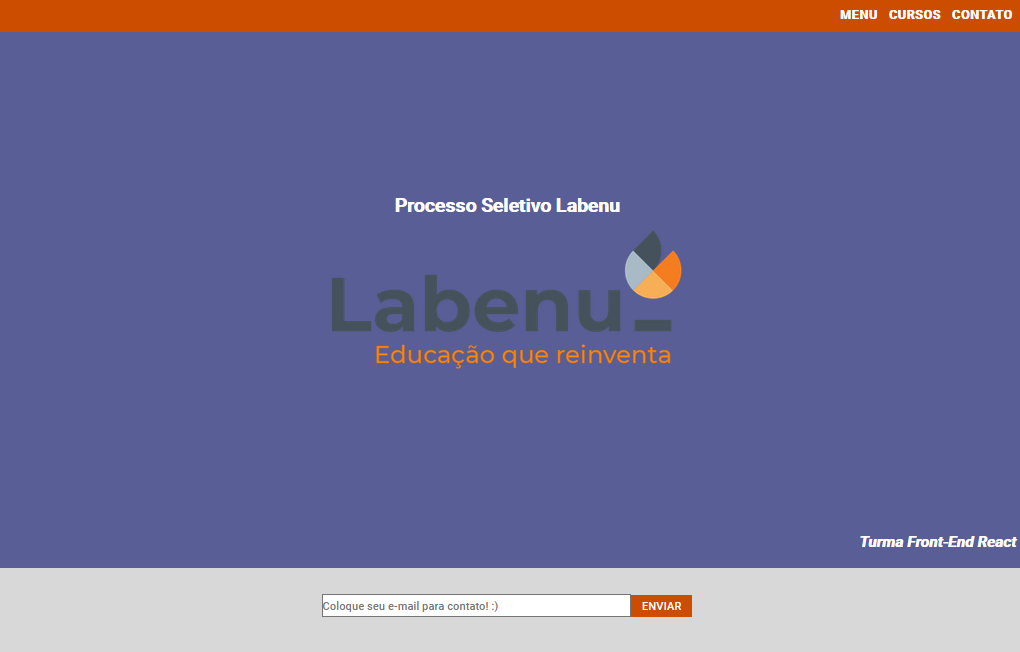 MENU CURSOS CONTATO
Processo Seletivo Labenu
Labenu_
Educação que reinventa
Turma Front-End React
Coloque seu e-mail para contato! :) ENVIAR